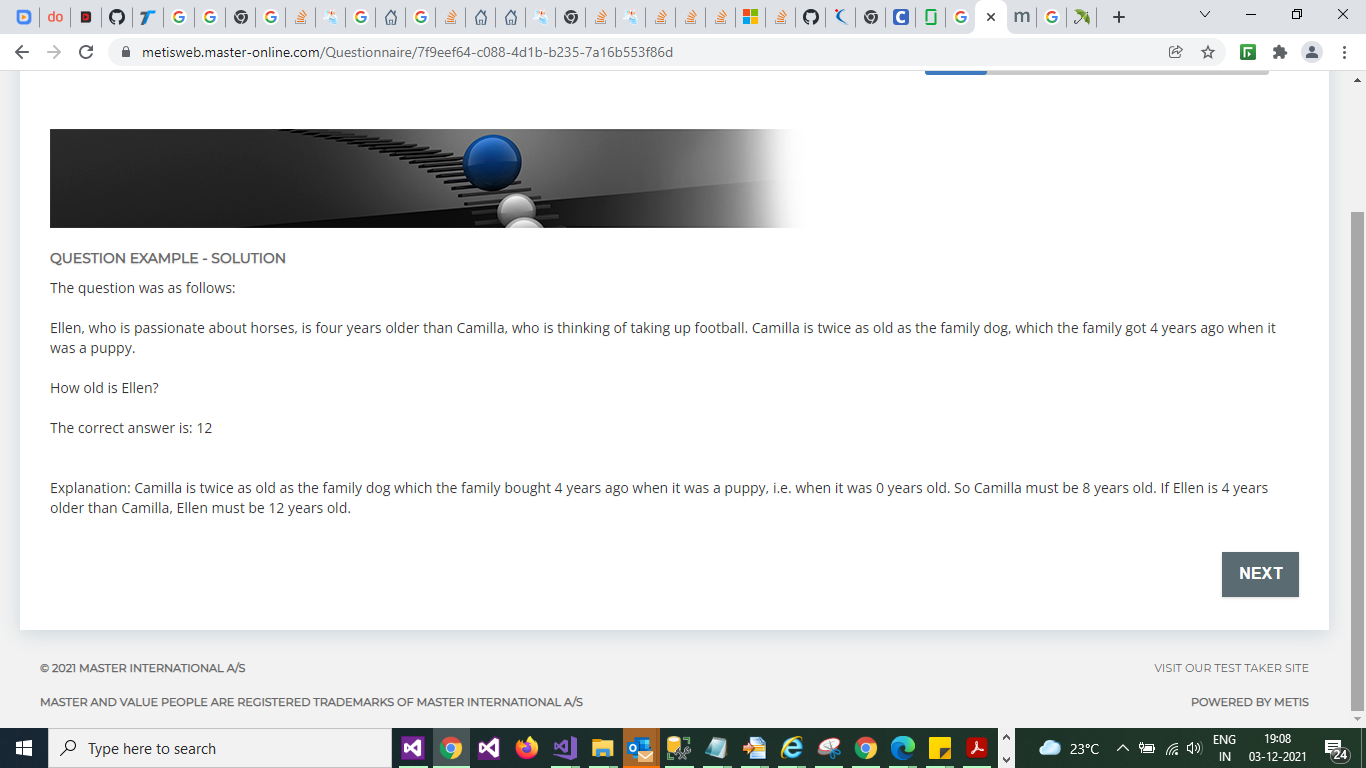 metisweb.master-online.com/Questionnaire/7f9eef64-c088-4d1b-b235-7a16b553f86d
QUESTION EXAMPLE - SOLUTION
The question was as follows:
Ellen, who is passionate about horses, is four years older than Camilla, who is thinking of taking up football. Camilla is twice as old as the family dog, which the family got 4 years ago when it
was a puppy.
How old is Ellen?
The correct answer is: 12
Explanation: Camilla is twice as old as the family dog which the family bought 4 years ago when it was a puppy, i.e. when it was 0 years old. So Camilla must be 8 years old. If Ellen is 4 years
older than Camilla, Ellen must be 12 years old.
NEXT
© 2021 MASTER INTERNATIONAL A/S
VISIT OUR TEST TAKER SITE
MASTER AND VALUE PEOPLE ARE REGISTERED TRADEMARKS OF MASTER INTERNATIONAL A/S
POWERED BY METIS
Type here to search
23°C
ENG
IN
19:08
03-12-2021
24